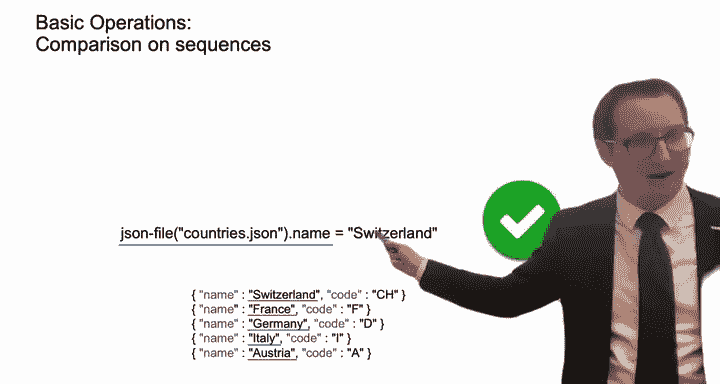 Basic Operations:
Comparison on sequences
json-file("countries.json").name = "Switzerland"
{ "name" : "Switzerland", "code" : "CH" }
{ "name" : "France", "code" : "F" }
{ "name" : "Germany", "code" : "D" }
{ "name" : "Italy", "code" : "I" }
{ "name" : "Austria", "code" : "A" }